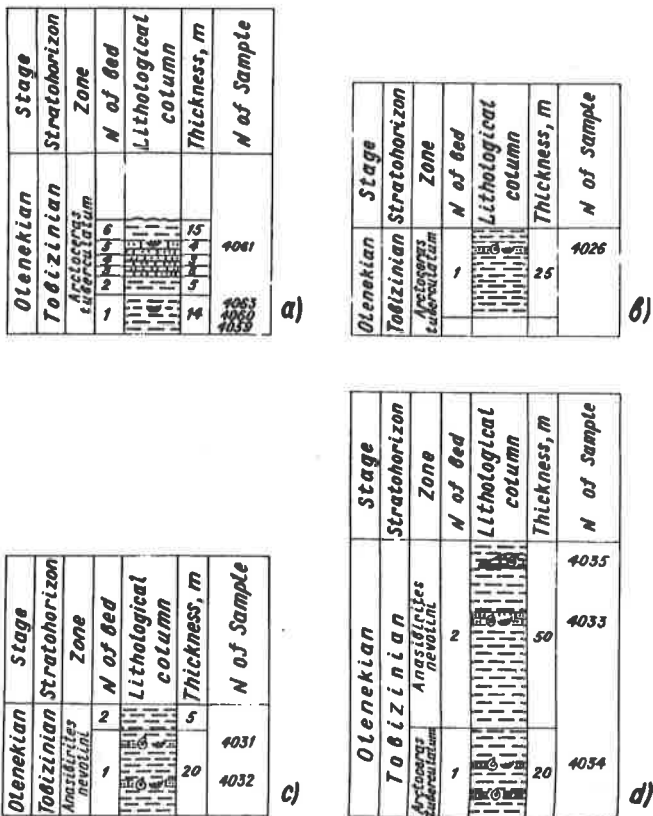 Stage
Stratohorizon
Zone
N of Bed
Lithological
column
Thickness, m
N of Sample
Olenekian
Tobizinian
Arctoceras
tuberculatum
6 15
5 4
2 5
1 14
4061
4063
4060
4059
a)
Stage
Stratohorizon
Zone
N of Bed
Lithological
column
Thickness, m
N of Sample
Olenekian
Tobizinian
Arctoceras
tuberculatum
1 25
4026
b)
Stage
Stratohorizon
Zone
N of Bed
Lithological
column
Thickness, m
N of Sample
Olenekian
Tobizinian
Anasibirites
nevolini
2 5
1 20
4031
4032
c)
Stage
Stratohorizon
Zone
N of Bed
Lithological
column
Thickness, m
N of Sample
Olenekian
Tobizinian
Anasibirites
nevolini
2 50
4035
4033
Arctoceras
tuberculatum
1 20
4034
d)